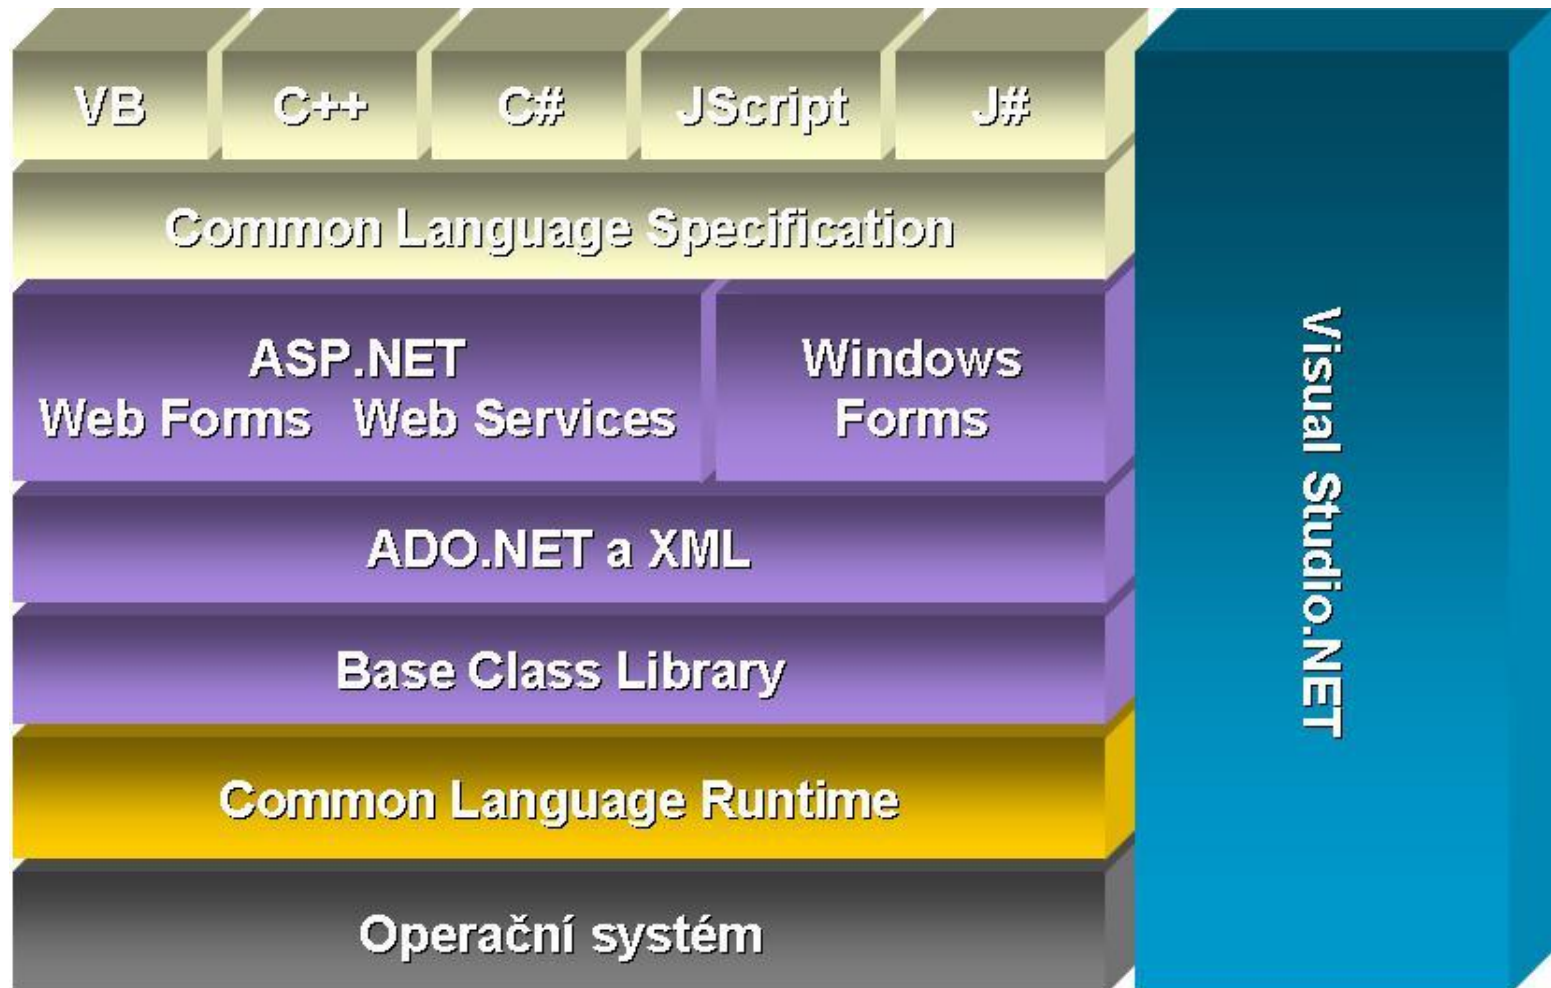 VB C++ C# JScript J#
Common Language Specification
ASP.NET
Web Forms Web Services
Windows
Forms
ADO.NET a XML
Base Class Library
Common Language Runtime
Operační systém
Visual Studio.NET